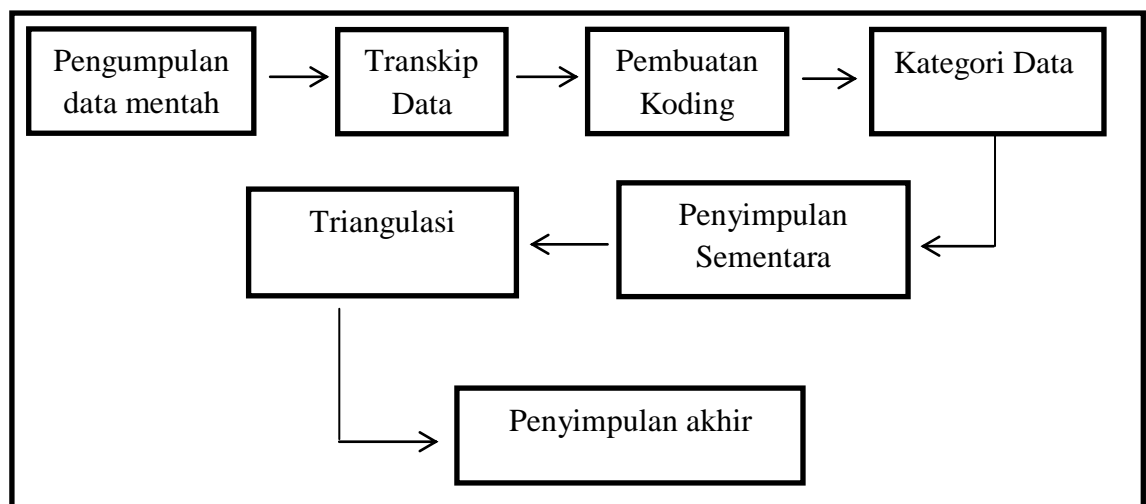 Pengumpulan
data mentah
Transkip
Data
Pembuatan
Koding
Kategori Data
Penyimpulan
Sementara
Triangulasi
Penyimpulan akhir